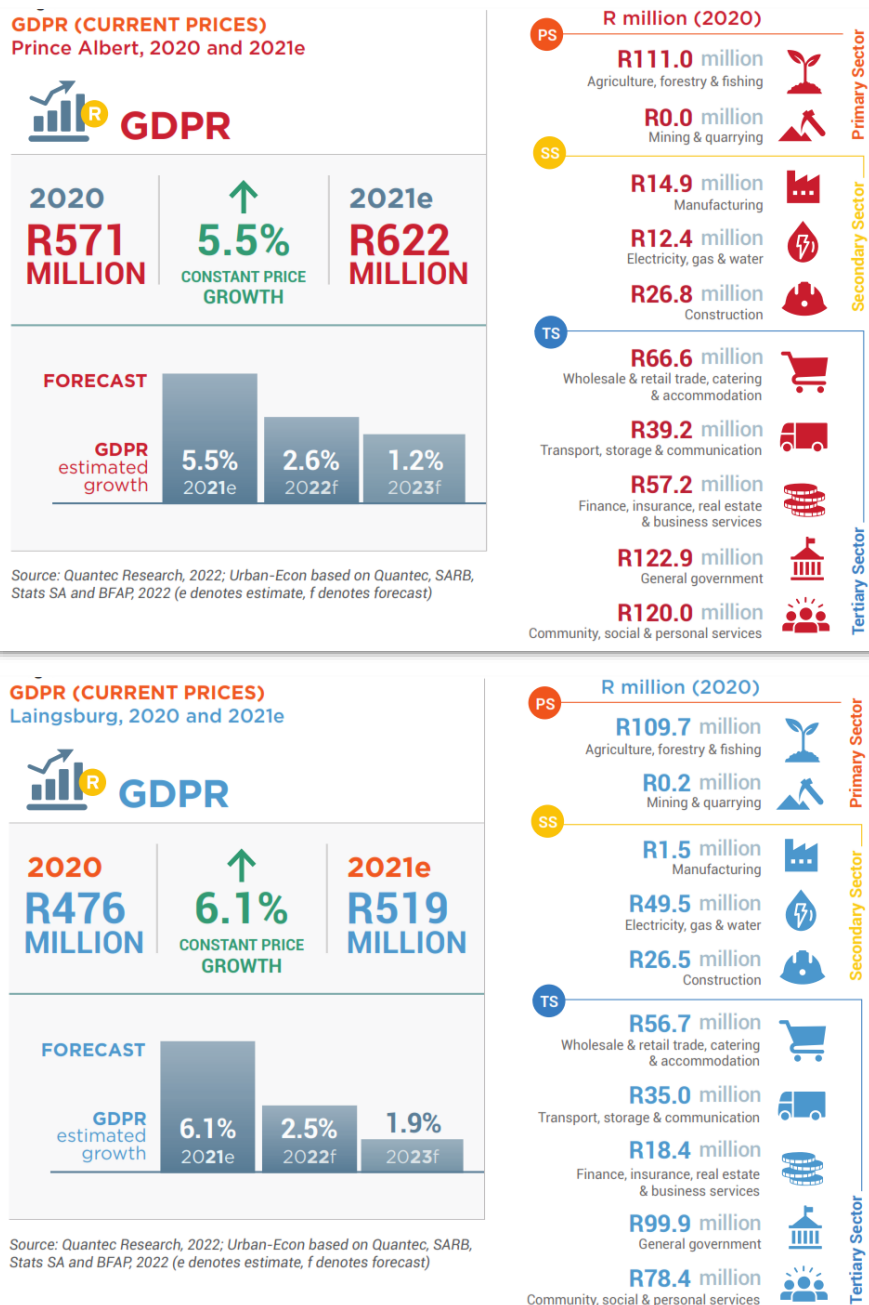 GDPR (CURRENT PRICES)
Prince Albert, 2020 and 2021e
R
GDPR
2020
R571
MILLION
5.5%
CONSTANT PRICE
GROWTH
2021e
R622
MILLION
FORECAST
GDPR
estimated
growth
5.5%
2021e
2.6%
2022f
1.2%
2023f
Source: Quantec Research, 2022; Urban-Econ based on Quantec, SARB,
Stats SA and BFAP, 2022 (e denotes estimate, f denotes forecast)
R million (2020)
PS
R111.0 million
Agriculture, forestry & fishing
R0.0 million
Mining & quarrying
Primary Sector
SS
R14.9 million
Manufacturing
R12.4 million
Electricity, gas & water
R26.8 million
Construction
Secondary Sector
TS
R66.6 million
Wholesale & retail trade, catering
& accommodation
R39.2 million
Transport, storage & communication
R57.2 million
Finance, insurance, real estate
& business services
R122.9 million
General government
R120.0 million
Community, social & personal services
Tertiary Sector
GDPR (CURRENT PRICES)
Laingsburg, 2020 and 2021e
R
GDPR
2020
R476
MILLION
6.1%
CONSTANT PRICE
GROWTH
2021e
R519
MILLION
FORECAST
GDPR
estimated
growth
6.1%
2021e
2.5%
2022f
1.9%
2023f
Source: Quantec Research, 2022; Urban-Econ based on Quantec, SARB,
Stats SA and BFAP, 2022 (e denotes estimate, f denotes forecast)
R million (2020)
PS
R109.7 million
Agriculture, forestry & fishing
R0.2 million
Mining & quarrying
Primary Sector
SS
R1.5 million
Manufacturing
R49.5 million
Electricity, gas & water
R26.5 million
Construction
Secondary Sector
TS
R56.7 million
Wholesale & retail trade, catering
& accommodation
R35.0 million
Transport, storage & communication
R18.4 million
Finance, insurance, real estate
& business services
R99.9 million
General government
R78.4 million
Community, social & personal services
Tertiary Sector